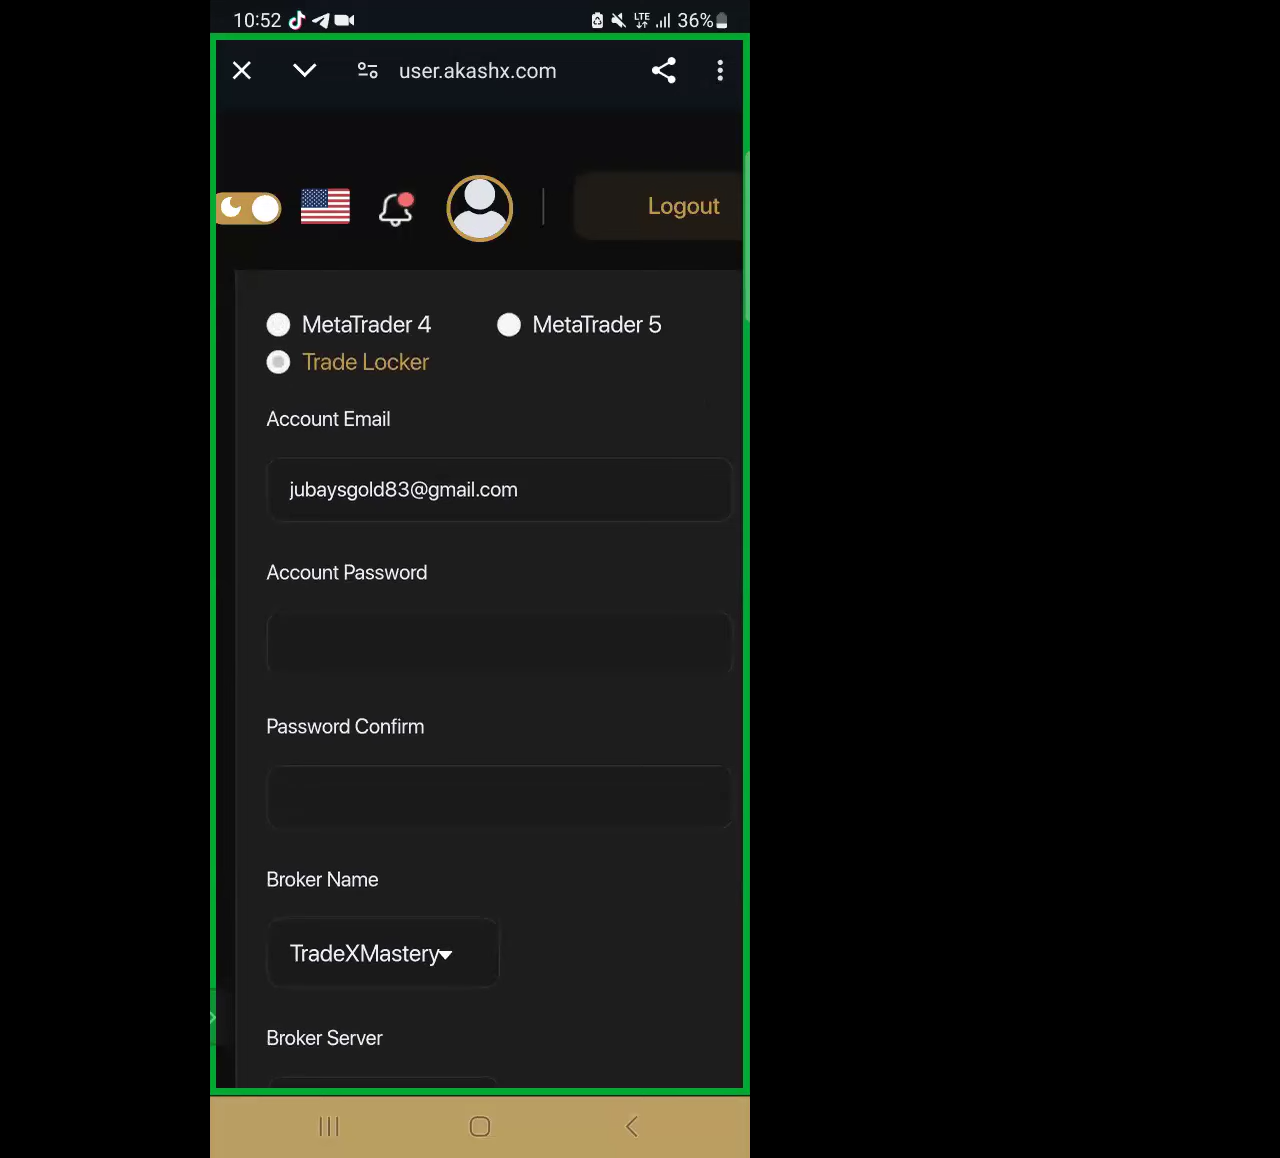 10:52
LTE
36%
user.akashx.com
Logout
MetaTrader 4
MetaTrader 5
Trade Locker
Account Email
jubaysgold83@gmail.com
Account Password
Password Confirm
Broker Name
TradeXMastery
Broker Server